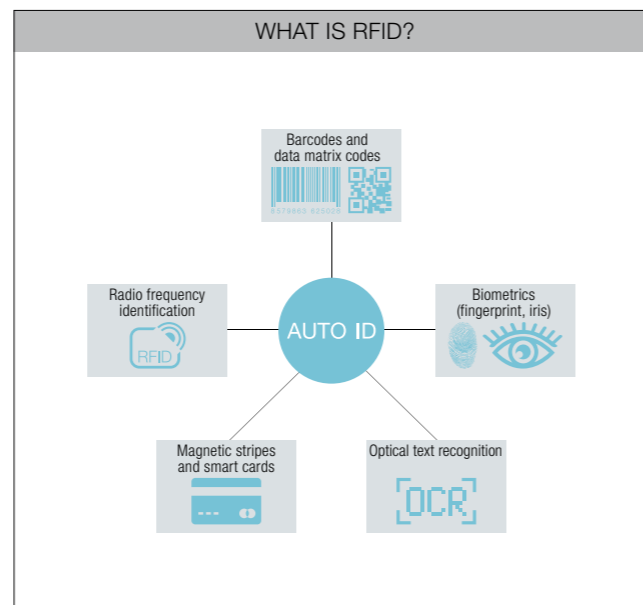 WHAT IS RFID?
Barcodes and
data matrix codes
Radio frequency
identification
RFID
AUTO ID
Biometrics
(fingerprint, iris)
Magnetic stripes
and smart cards
Optical text recognition
OCR